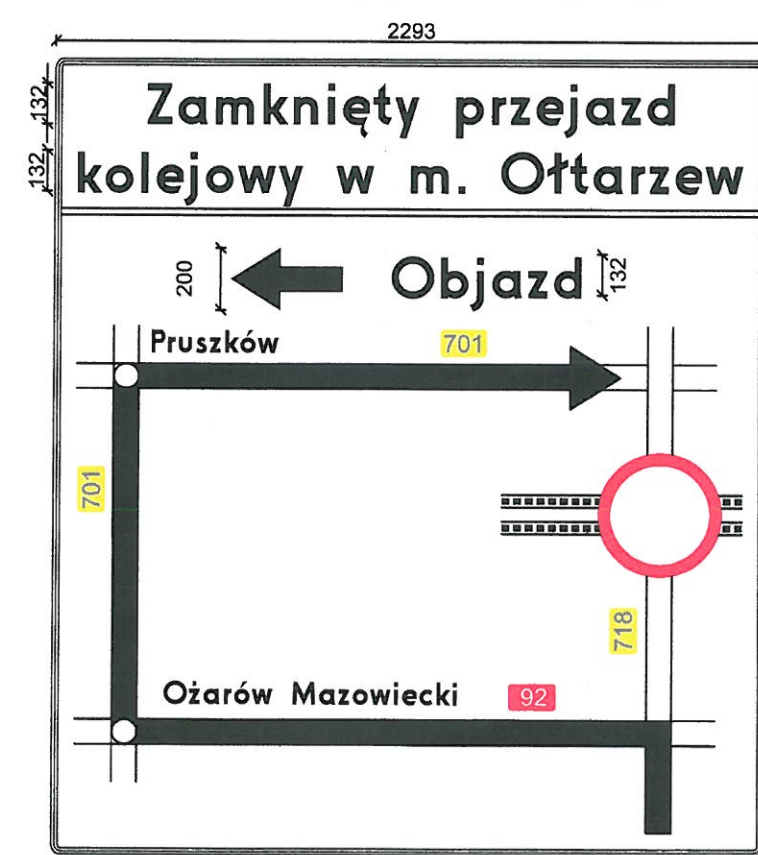 2293
132
Zamknięty przejazd
132
kolejowy w m. Ołtarzew
200
Objazd
132
Pruszków
701
701
718
Ożarów Mazowiecki
92